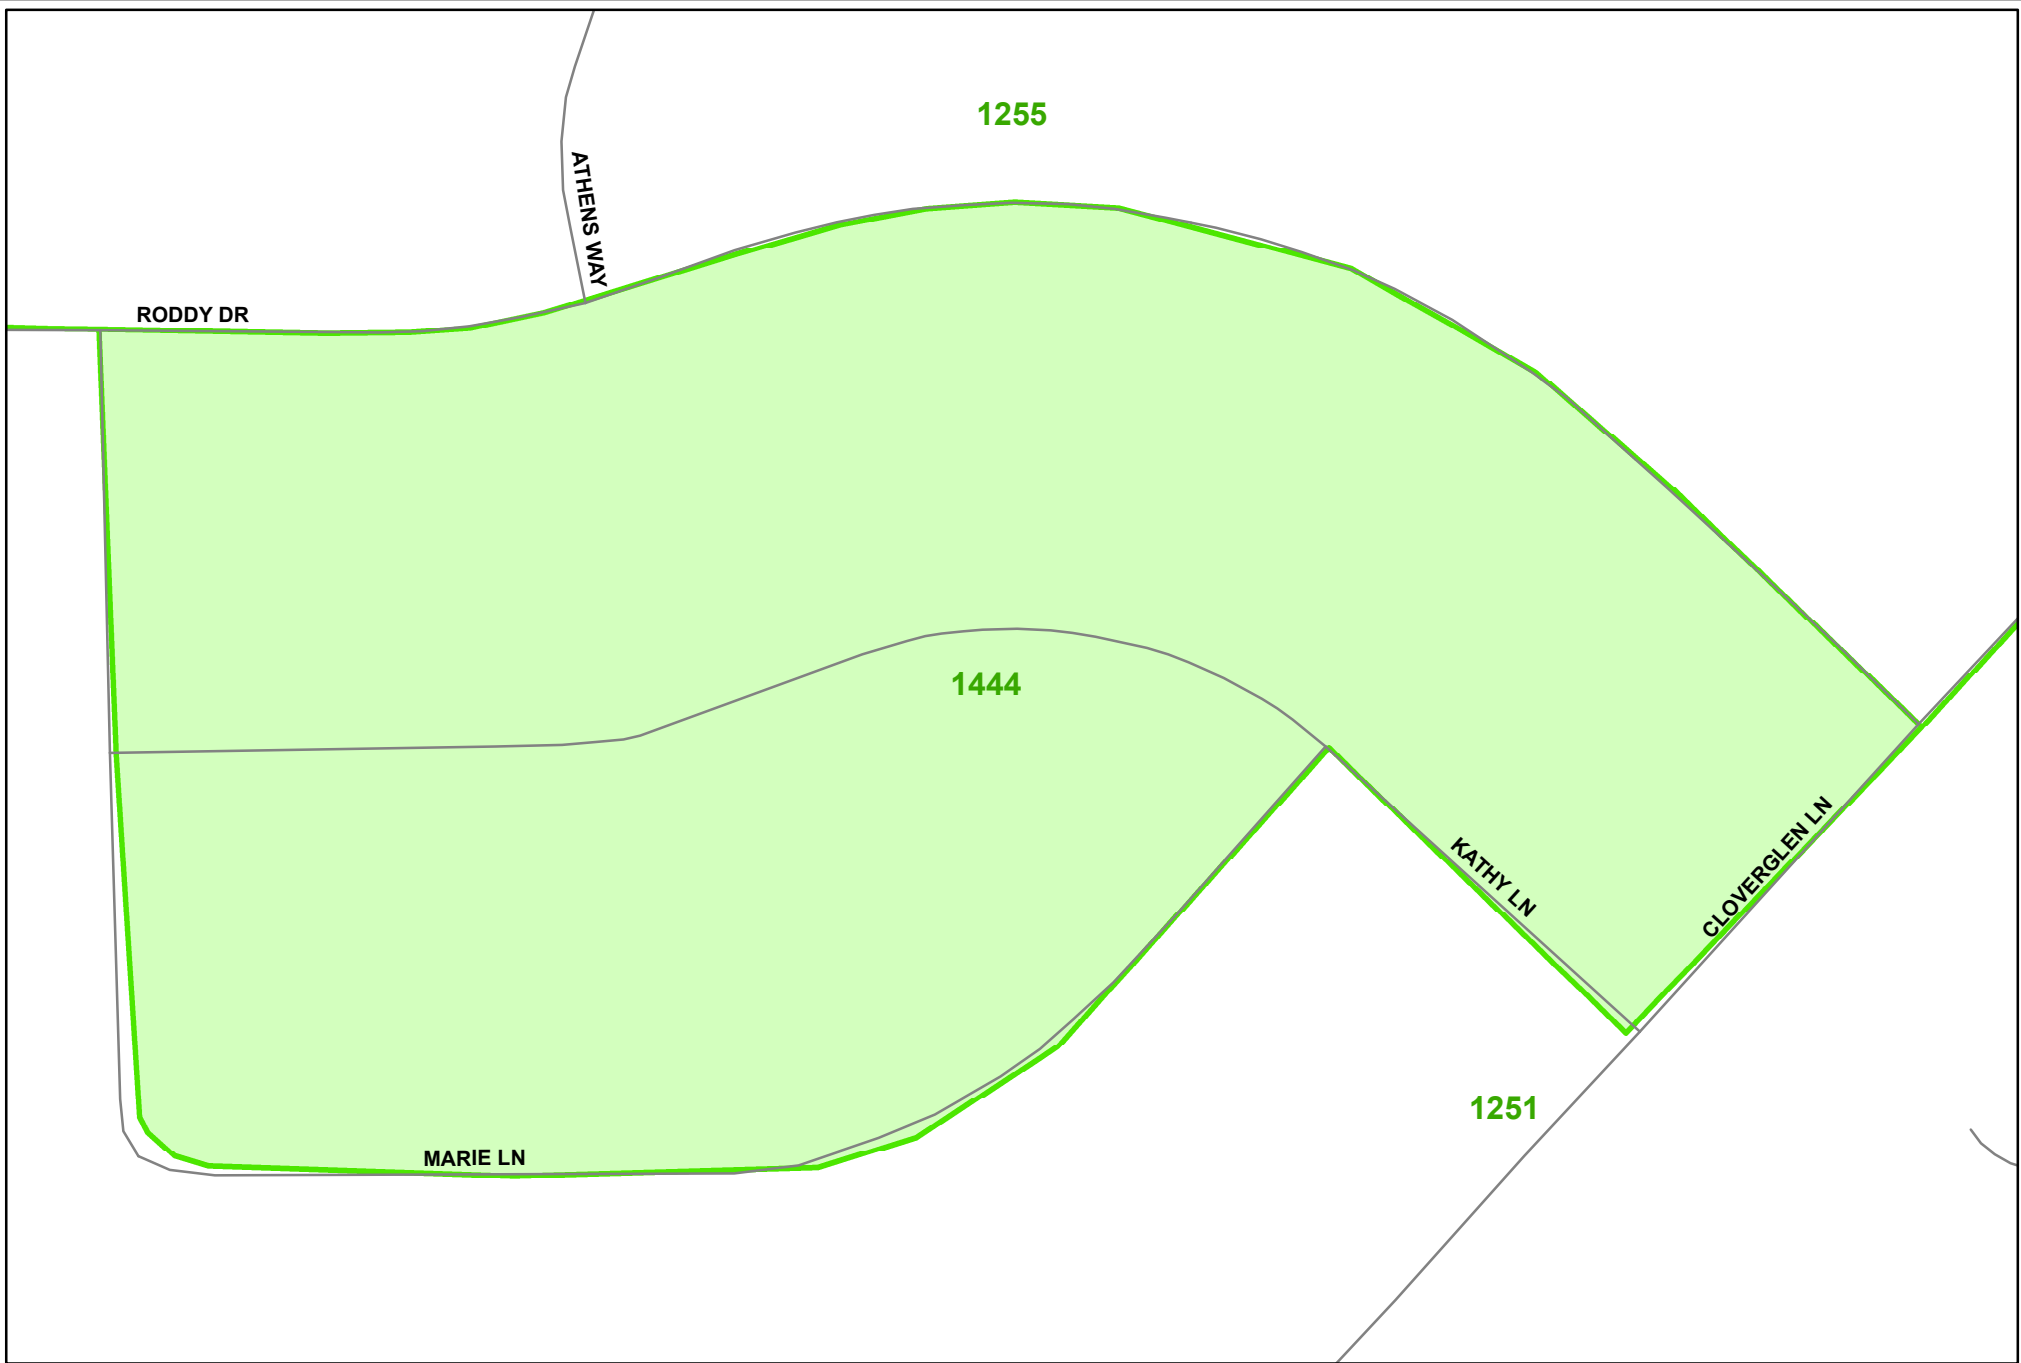 1255
ATHENS WAY
RODDY DR
1444
CLOVERGLEN LN
KATHY LN
1251
MARIE LN